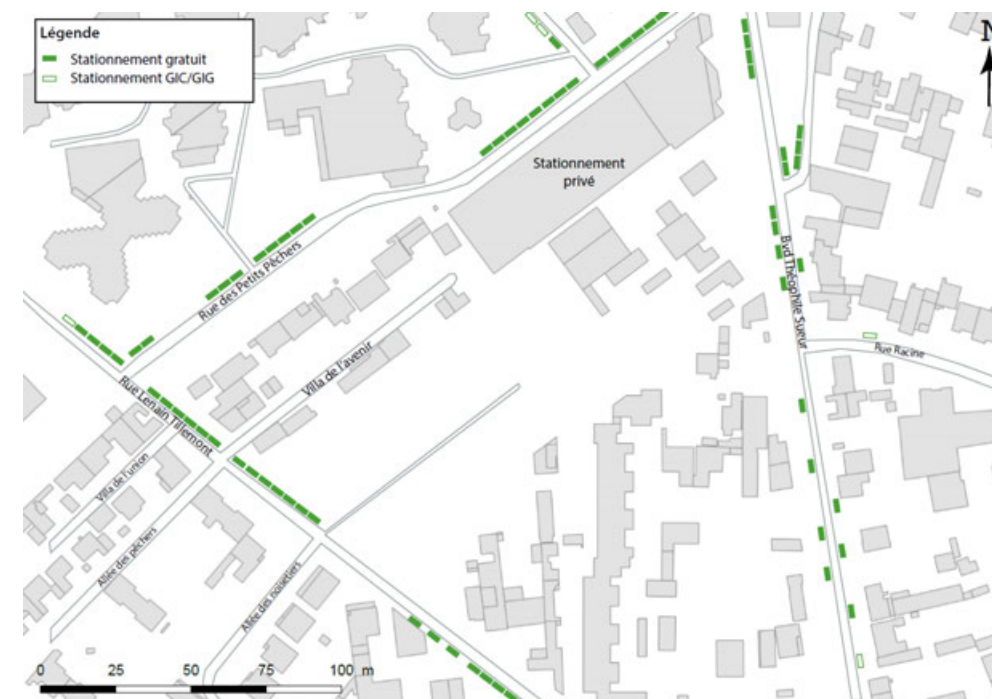 Légende
Stationnement gratuit
Stationnement GIC/GIG
N
Stationnement
privé
Rue des Petits Pêchers
Bvd Théophile Sueur
Rue Racine
Villa de l'avenir
Rue Lenain Tillemont
Villa de l'union
Allée des pêchers
Allée des noisetiers
0 25 50 75 100 m